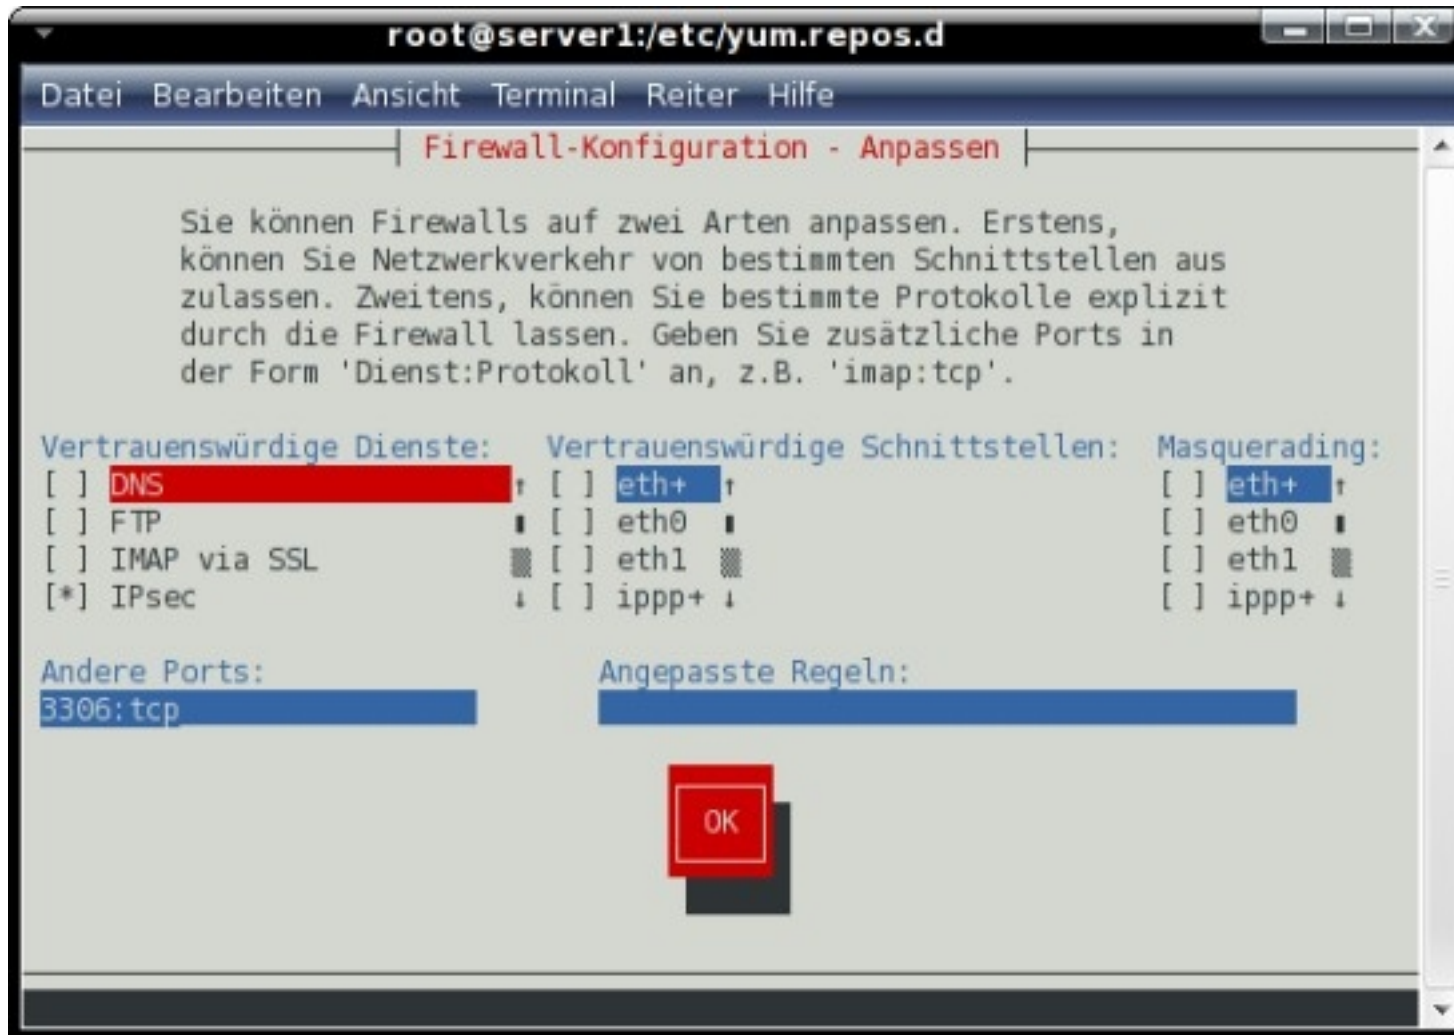 root@server1:/etc/yum.repos.d
Datei Bearbeiten Ansicht Terminal Reiter Hilfe
Firewall-Konfiguration - Anpassen
Sie können Firewalls auf zwei Arten anpassen. Erstens,
können Sie Netzwerkverkehr von bestimmten Schnittstellen aus
zulassen. Zweitens, können Sie bestimmte Protokolle explizit
durch die Firewall lassen. Geben Sie zusätzliche Ports in
der Form 'Dienst:Protokoll' an, z.B. 'imap:tcp'.
Vertrauenswürdige Dienste: Vertrauenswürdige Schnittstellen: Masquerading:
[ ] DNS ↑ [ ] eth+ ↑ [ ] eth+ ↑
[ ] FTP [ ] eth0 [ ] eth0
[ ] IMAP via SSL [ ] eth1 [ ] eth1
[*] IPsec ↓ [ ] ippp+ ↓ [ ] ippp+ ↓
Andere Ports: Angepasste Regeln:
3306:tcp
OK